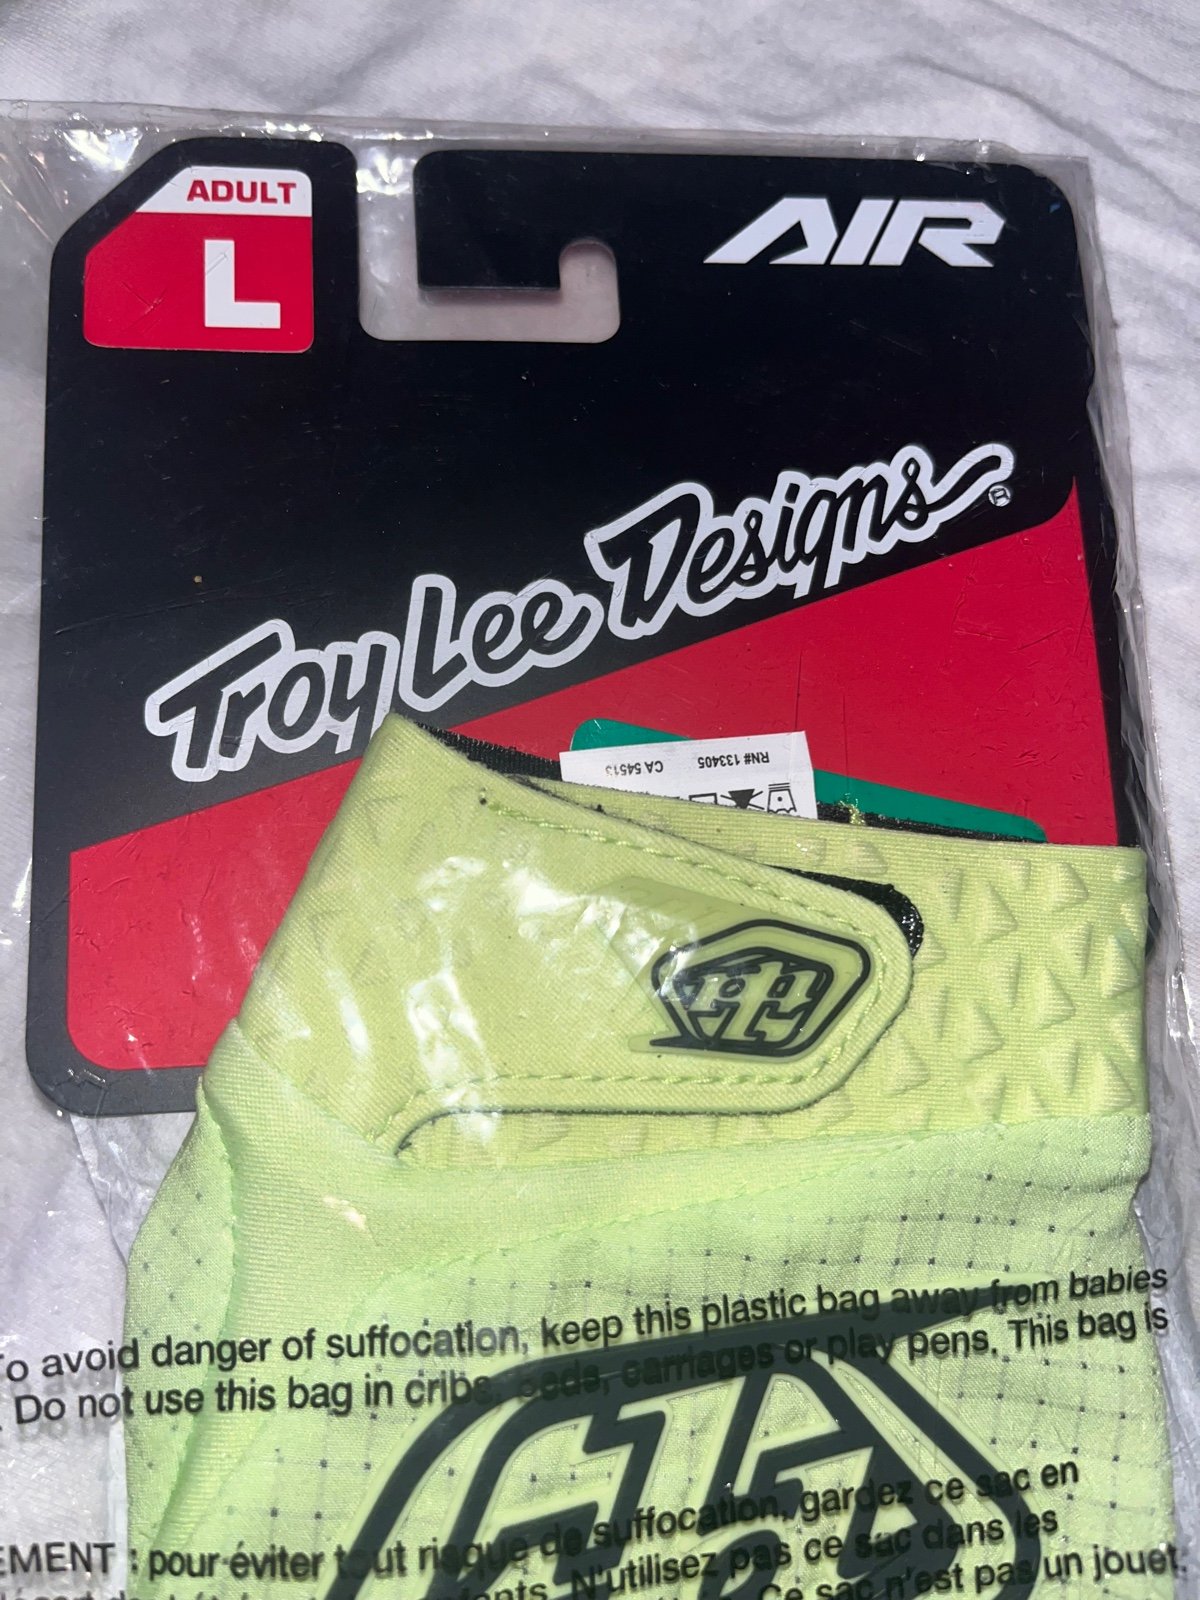 ADULT
L
AIR
Troy Lee Designs®
RN# 133405 CA 54513
TLD
To avoid danger of suffocation, keep this plastic bag away from babies
Do not use this bag in cribs, beds, carriages or play pens. This bag is
EMENT : pour éviter tout risque de suffocation, gardez ce sac en
N'utilisez pas ce sac dans les
Ce sac n'est pas un jouet.